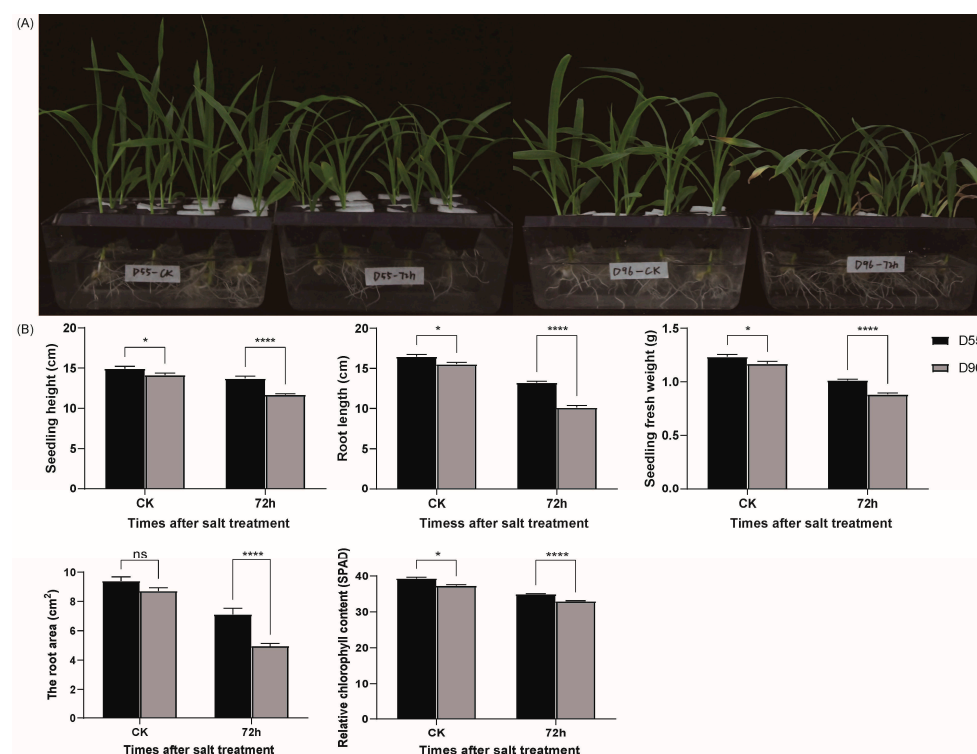 (A)
D55-CK
D55-72h
D96-CK
D96-72h
(B)
Seedling height (cm)
20
15
10
5
0
*
****
CK
72h
Times after salt treatment
Root length (cm)
20
15
10
5
0
*
****
CK
72h
Timess after salt treatment
Seedling fresh weight (g)
1.5
1.0
0.5
0.0
*
****
CK
72h
Times after salt treatment
D55
D96
The root area (cm²)
10
8
6
4
2
0
ns
****
CK
72h
Times after salt treatment
Relative chlorophyll content (SPAD)
40
30
20
10
0
*
****
CK
72h
Times after salt treatment